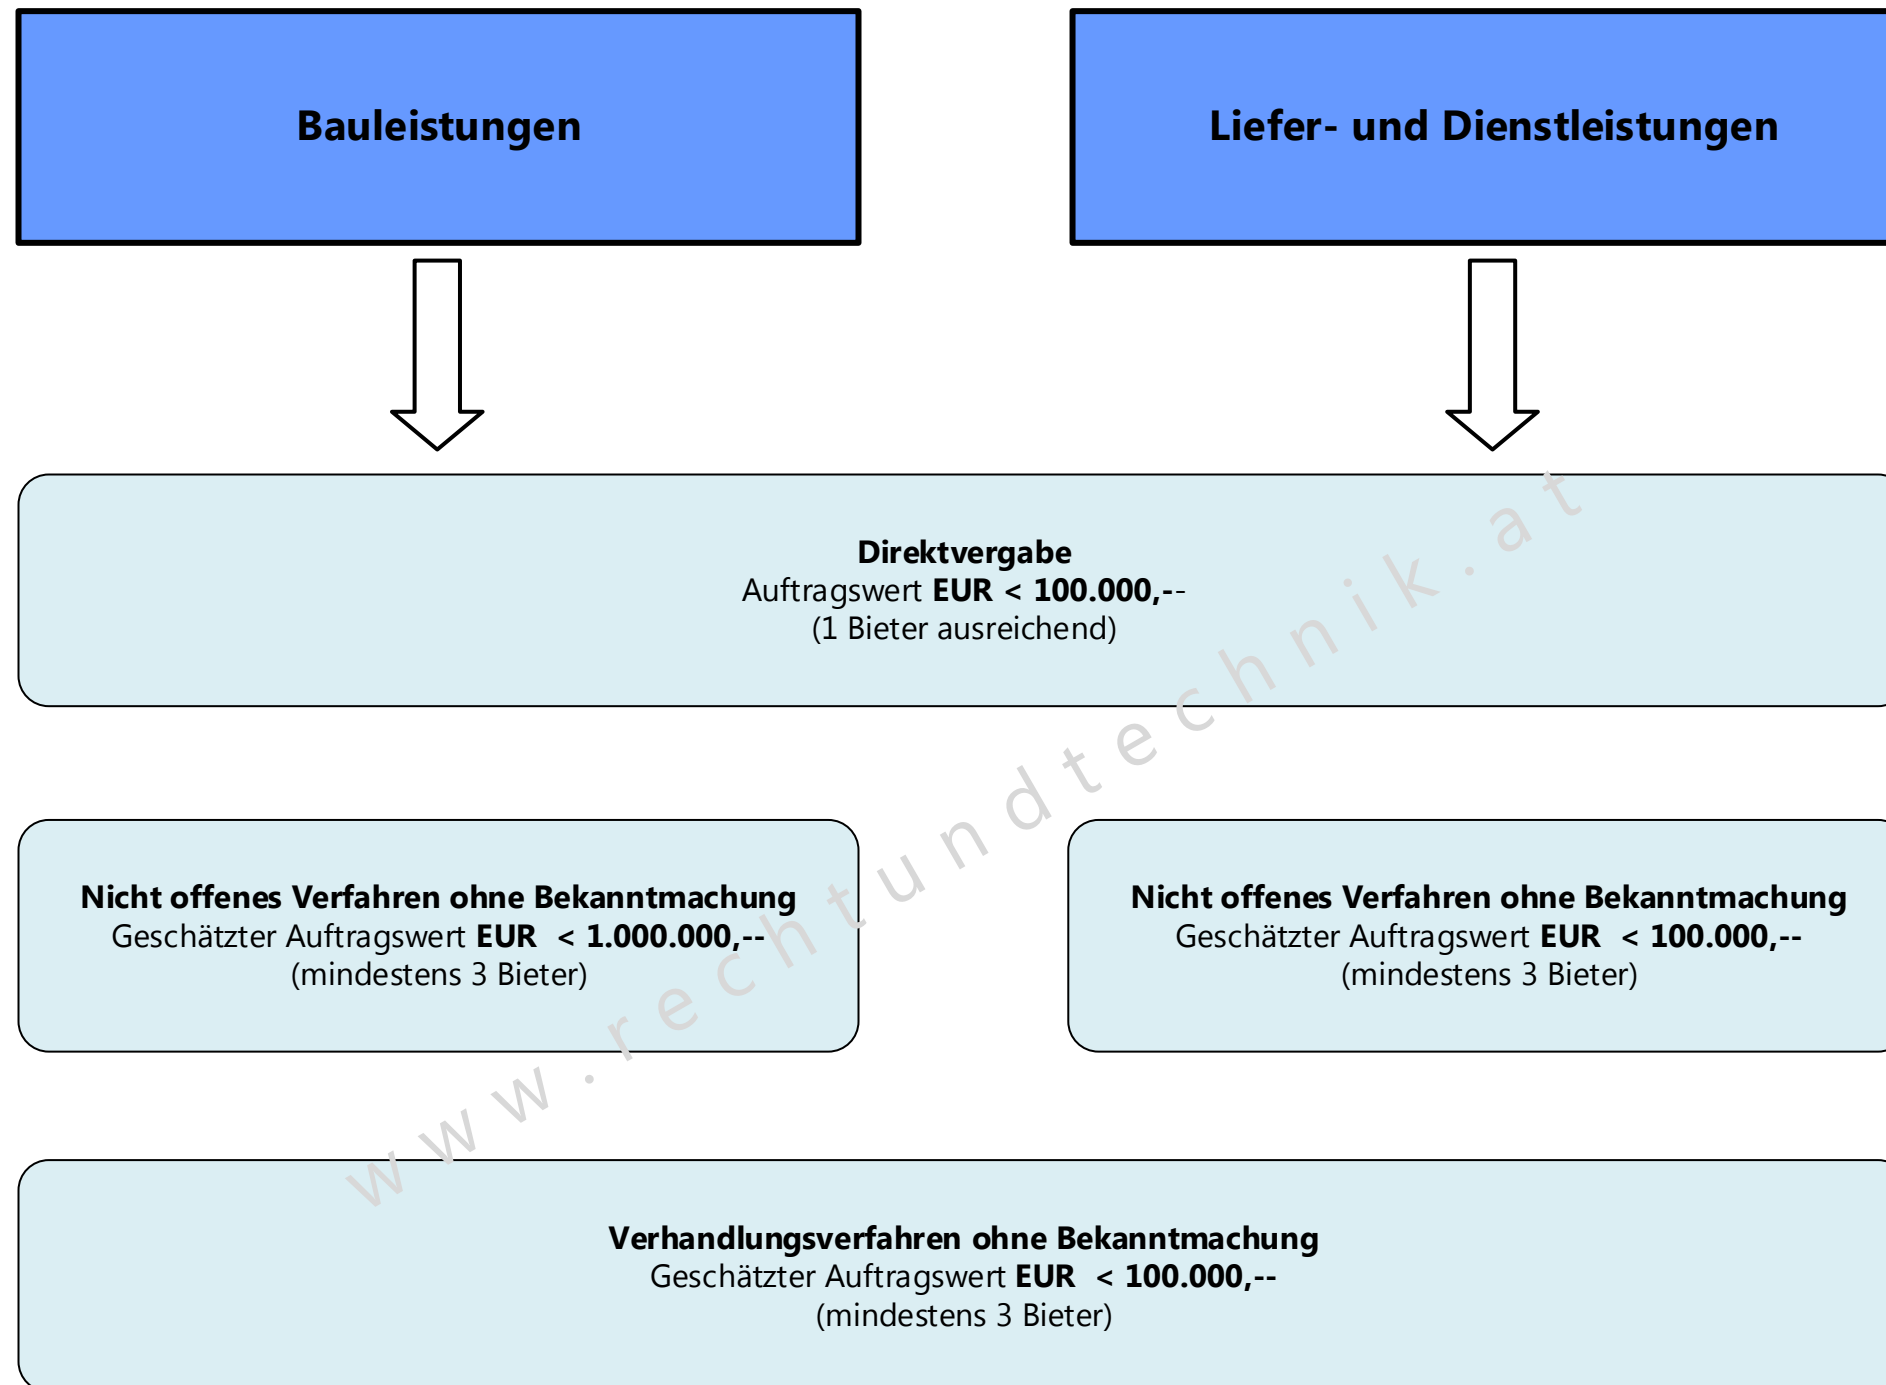 Bauleistungen
Liefer- und Dienstleistungen
Direktvergabe
Auftragswert EUR < 100.000,--
(1 Bieter ausreichend)
Nicht offenes Verfahren ohne Bekanntmachung
Geschätzter Auftragswert EUR  < 1.000.000,--
(mindestens 3 Bieter)
Nicht offenes Verfahren ohne Bekanntmachung
Geschätzter Auftragswert EUR  < 100.000,--
(mindestens 3 Bieter)
Verhandlungsverfahren ohne Bekanntmachung
Geschätzter Auftragswert EUR  < 100.000,--
(mindestens 3 Bieter)
www.rechtundtechnik.at